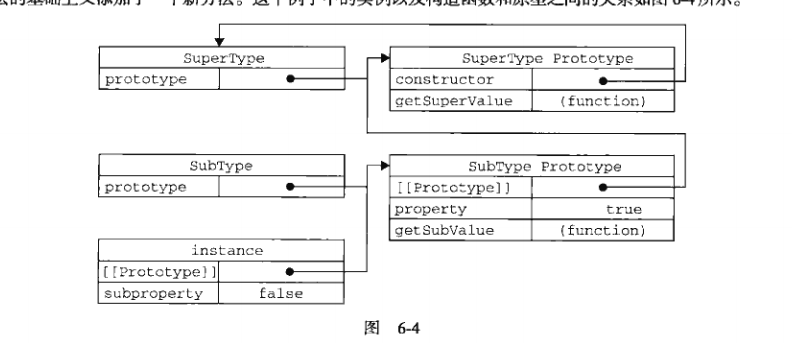 法的基础上又添加了一个新方法。这个例子中的实例以及构造函数和原型之间的关系如图6-4所示。
SuperType
prototype
SuperType Prototype
constructor
getSuperValue (function)
SubType
prototype
SubType Prototype
[[Prototype]]
property true
getSubValue (function)
instance
[[Prototype]]
subproperty false
图 6-4